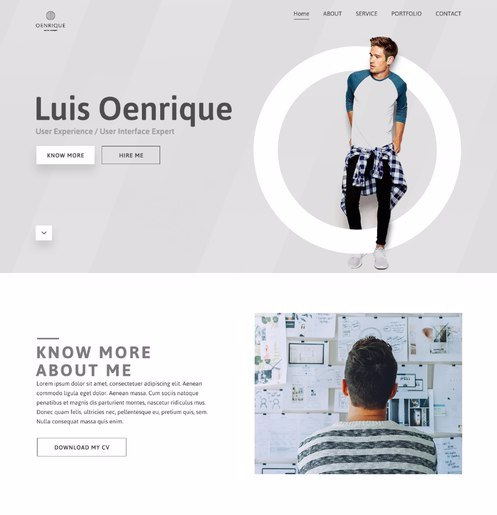 OENRIQUE
Home ABOUT SERVICE PORTFOLIO CONTACT
Luis Oenrique
User Experience / User Interface Expert
KNOW MORE HIRE ME
KNOW MORE
ABOUT ME
Lorem ipsum dolor sit amet, consectetuer adipiscing elit. Aenean
commodo ligula eget dolor. Aenean massa. Cum sociis natoque
penatibus et magnis dis parturient montes, nascetur ridiculus mus.
Donec quam felis, ultricies nec, pellentesque eu, pretium quis, sem.
Nulla consequat massa quis enim.
DOWNLOAD MY CV